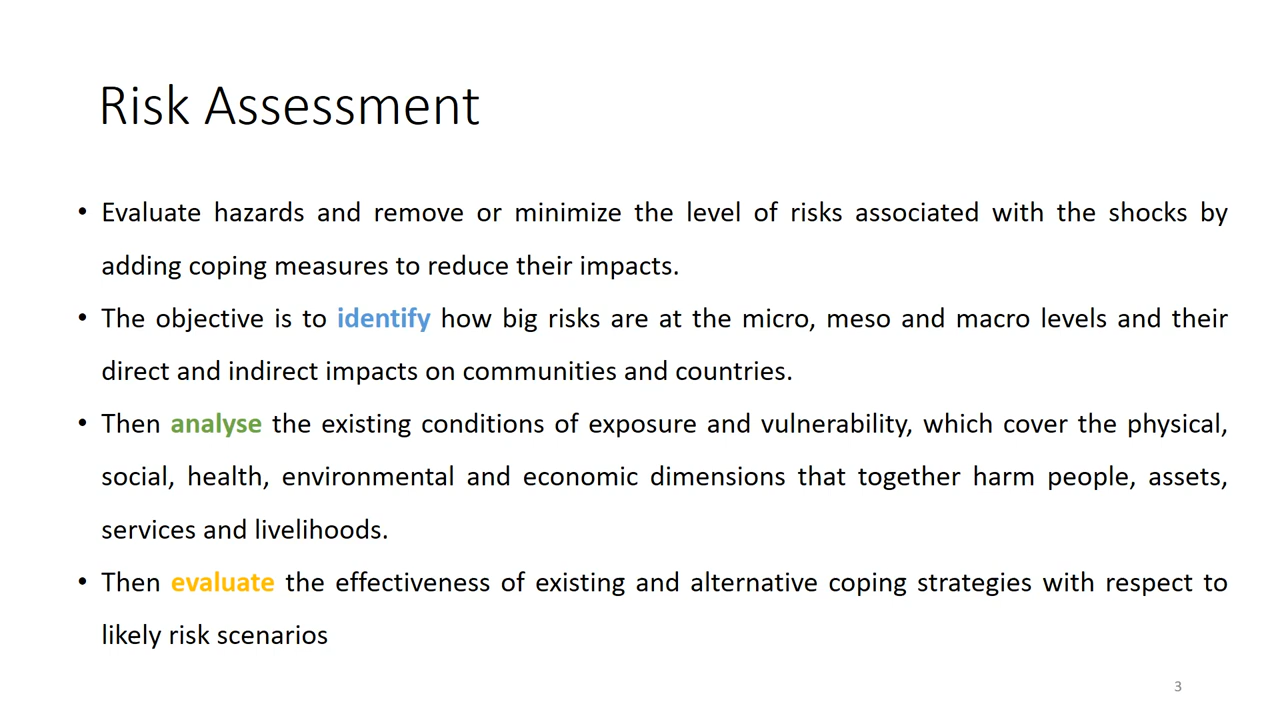 Risk Assessment
• Evaluate hazards and remove or minimize the level of risks associated with the shocks by
adding coping measures to reduce their impacts.
• The objective is to identify how big risks are at the micro, meso and macro levels and their
direct and indirect impacts on communities and countries.
• Then analyse the existing conditions of exposure and vulnerability, which cover the physical,
social, health, environmental and economic dimensions that together harm people, assets,
services and livelihoods.
• Then evaluate the effectiveness of existing and alternative coping strategies with respect to
likely risk scenarios
3